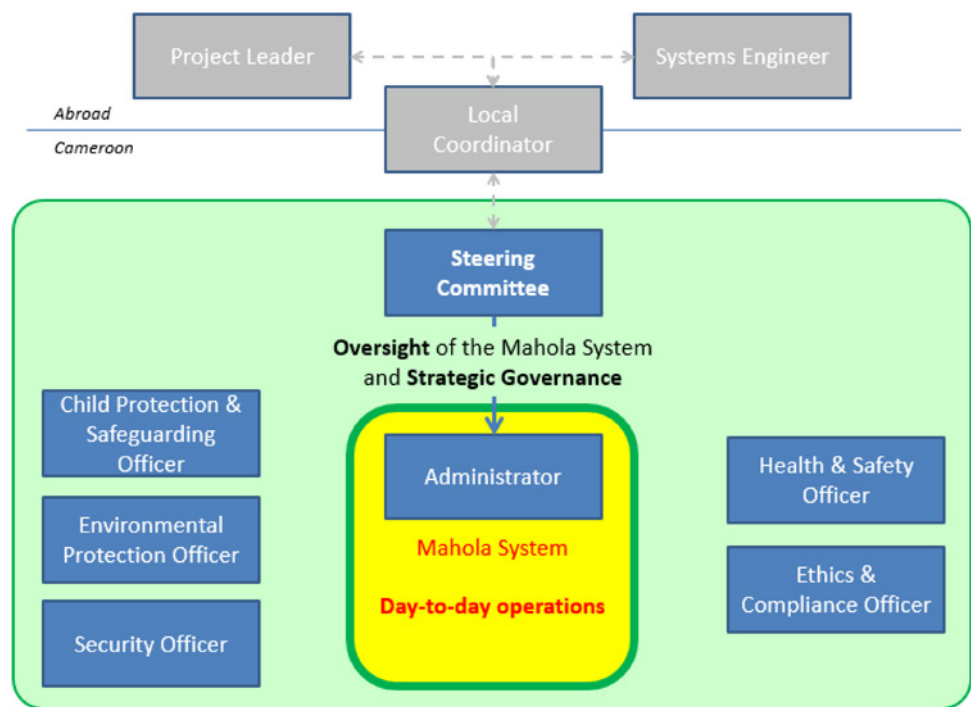 Project Leader
Systems Engineer
Abroad
Local
Coordinator
Cameroon
Steering
Committee
Oversight of the Mahola System
and Strategic Governance
Child Protection &
Safeguarding
Officer
Environmental
Protection Officer
Security Officer
Administrator
Mahola System
Day-to-day operations
Health & Safety
Officer
Ethics &
Compliance Officer